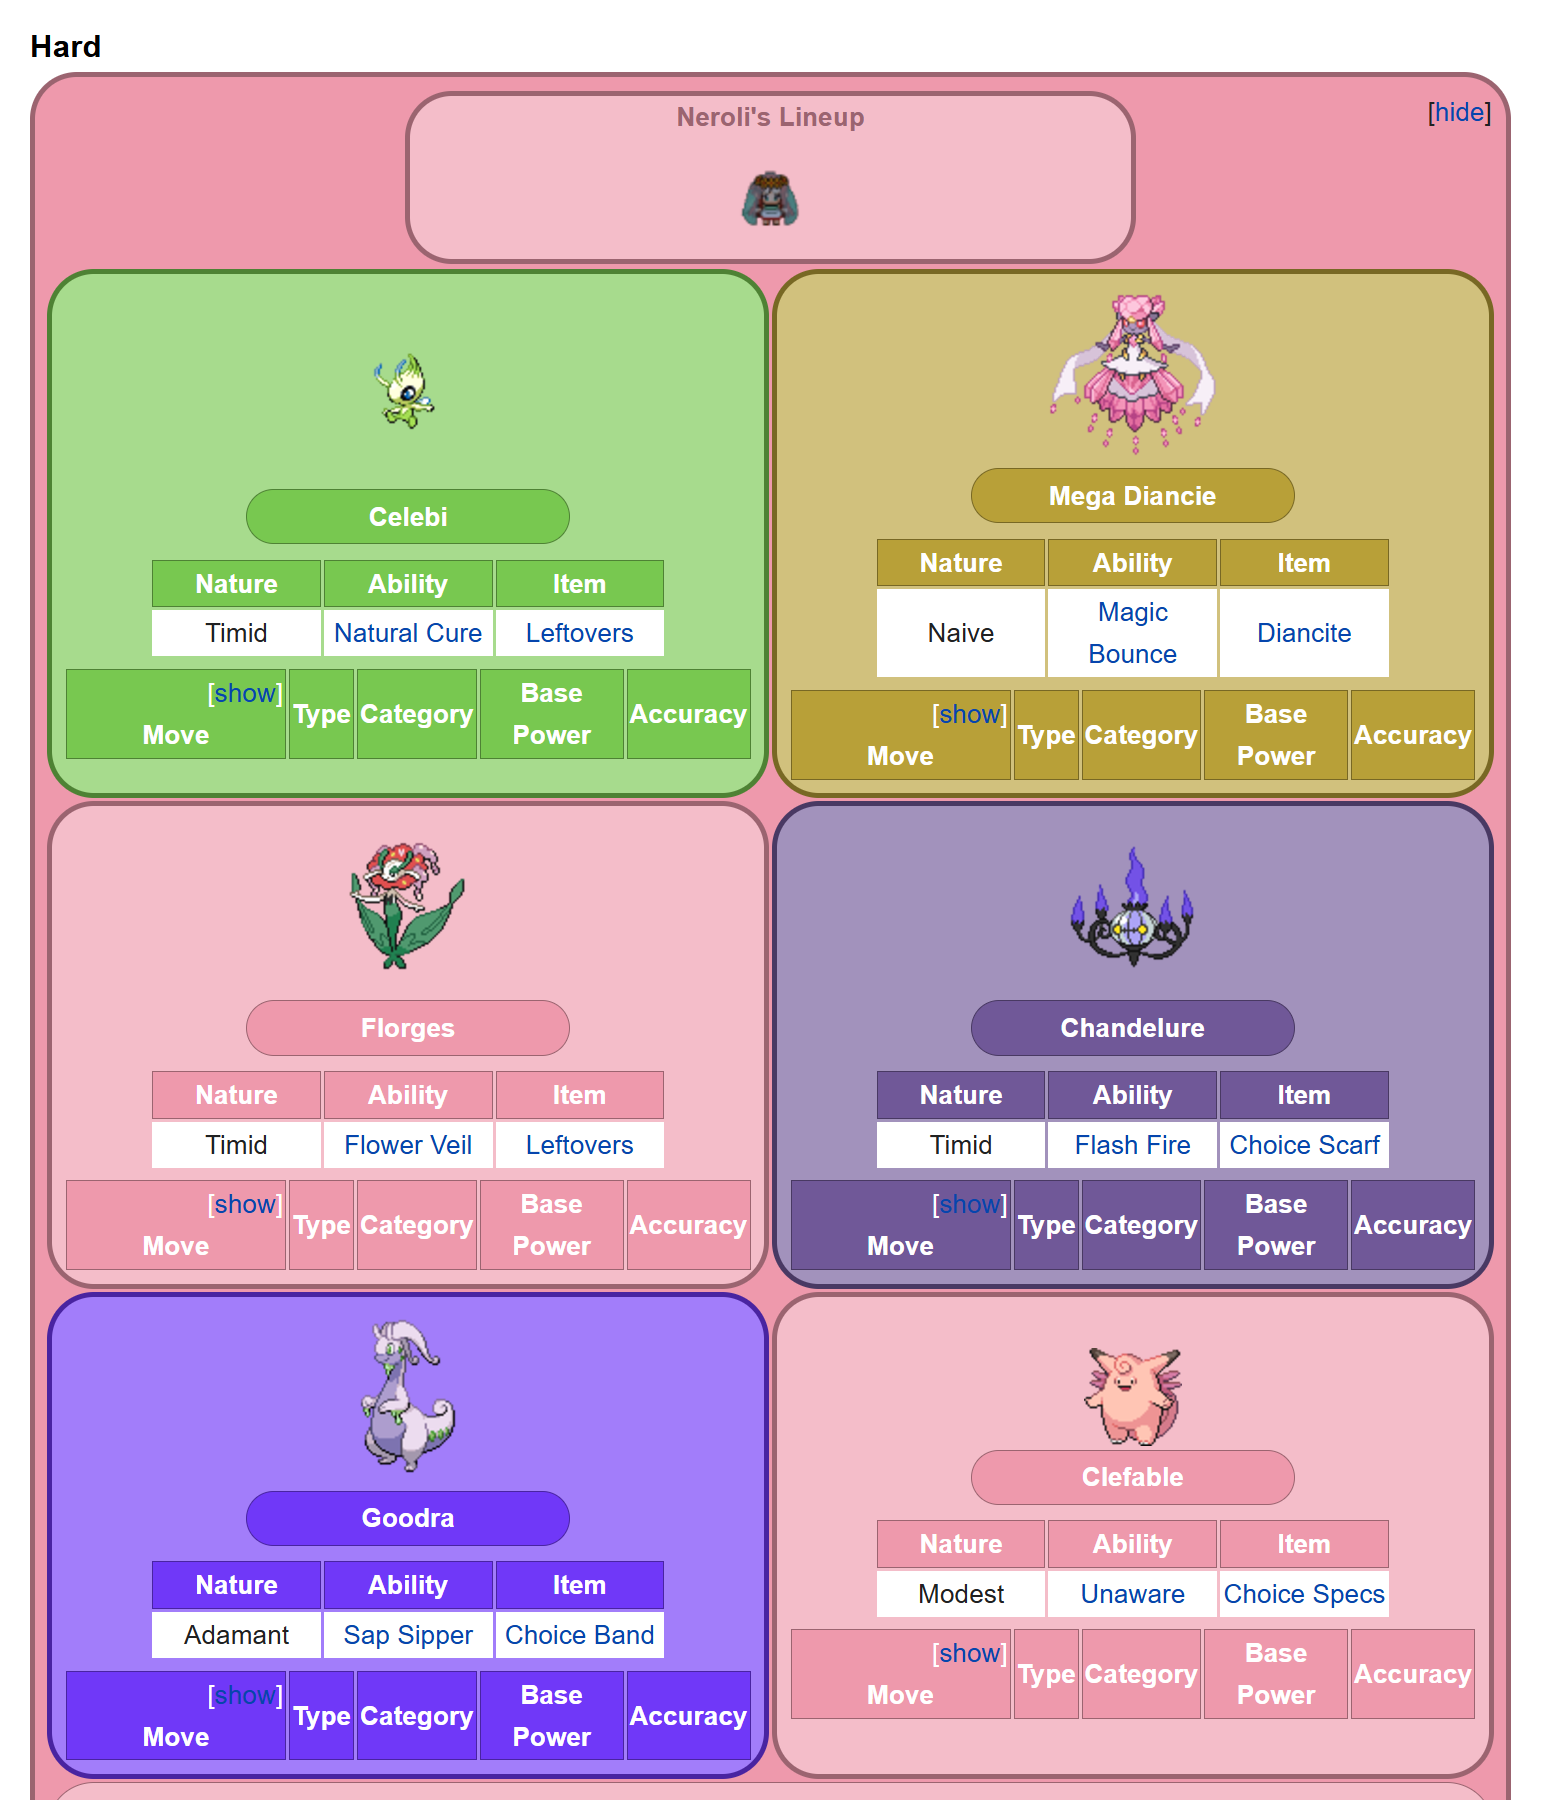 Hard
Neroli's Lineup
[hide]
Celebi
Nature Ability Item
Timid Natural Cure Leftovers
[show]
Move Type Category Base Power Accuracy
Mega Diancie
Nature Ability Item
Naive Magic Bounce Diancite
[show]
Move Type Category Base Power Accuracy
Florges
Nature Ability Item
Timid Flower Veil Leftovers
[show]
Move Type Category Base Power Accuracy
Chandelure
Nature Ability Item
Timid Flash Fire Choice Scarf
[show]
Move Type Category Base Power Accuracy
Goodra
Nature Ability Item
Adamant Sap Sipper Choice Band
[show]
Move Type Category Base Power Accuracy
Clefable
Nature Ability Item
Modest Unaware Choice Specs
[show]
Move Type Category Base Power Accuracy